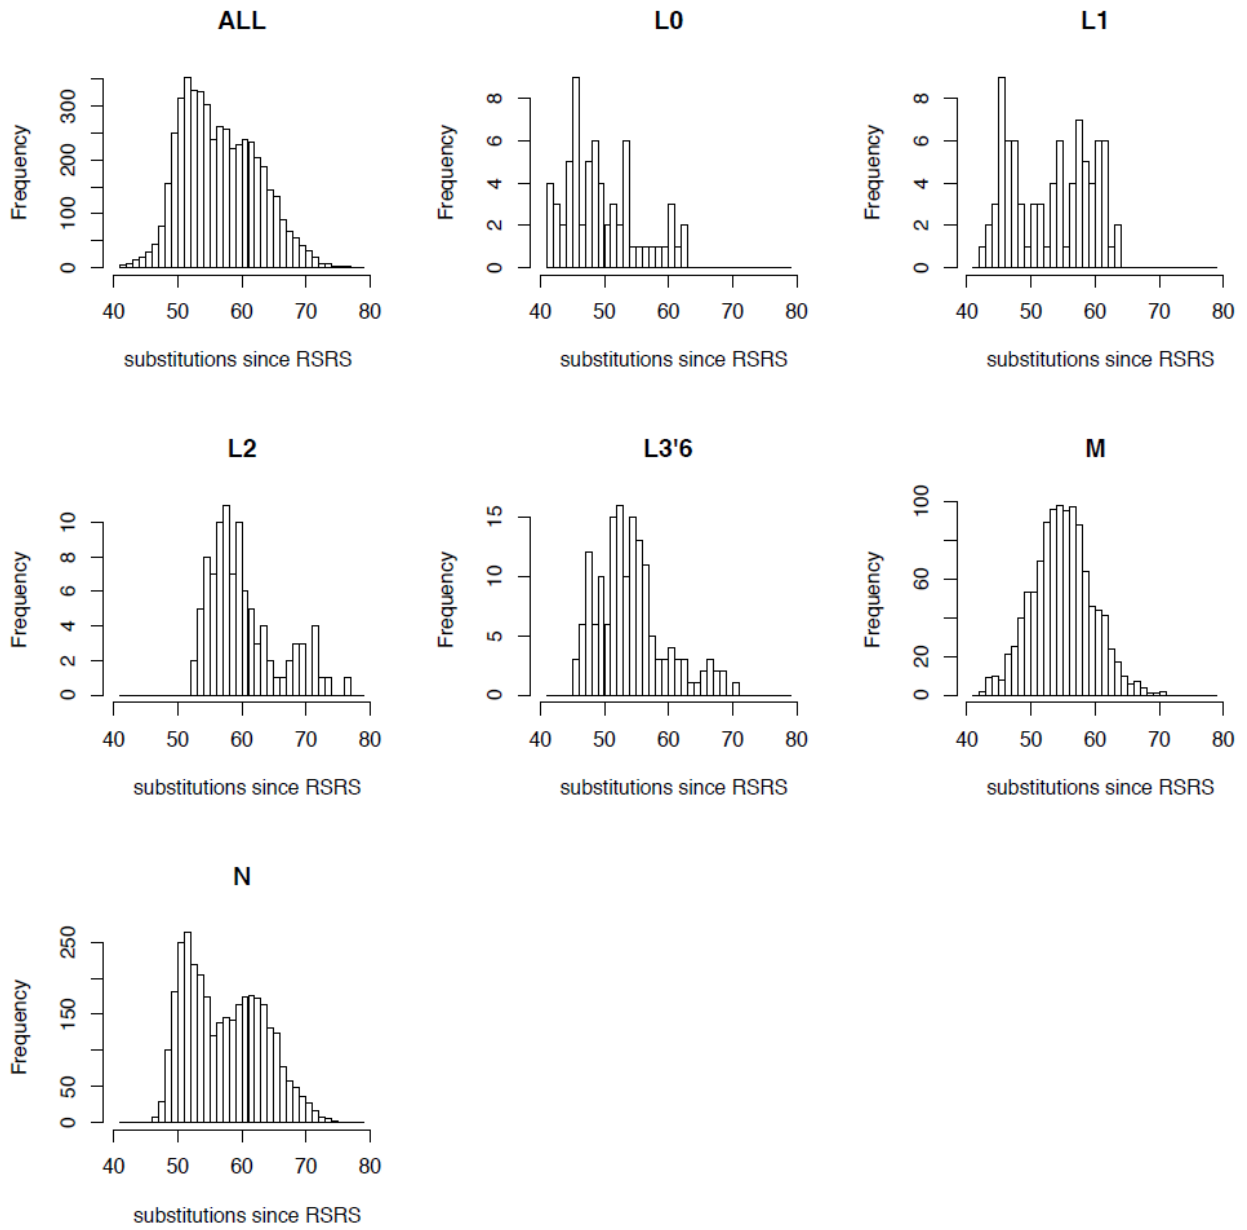 ALL
Frequency
0 100 200 300
40 50 60 70 80
substitutions since RSRS
L0
Frequency
0 2 4 6 8
40 50 60 70 80
substitutions since RSRS
L1
Frequency
0 2 4 6 8
40 50 60 70 80
substitutions since RSRS
L2
Frequency
0 2 4 6 8 10
40 50 60 70 80
substitutions since RSRS
L3'6
Frequency
0 5 10 15
40 50 60 70 80
substitutions since RSRS
M
Frequency
0 20 60 100
40 50 60 70 80
substitutions since RSRS
N
Frequency
0 50 150 250
40 50 60 70 80
substitutions since RSRS